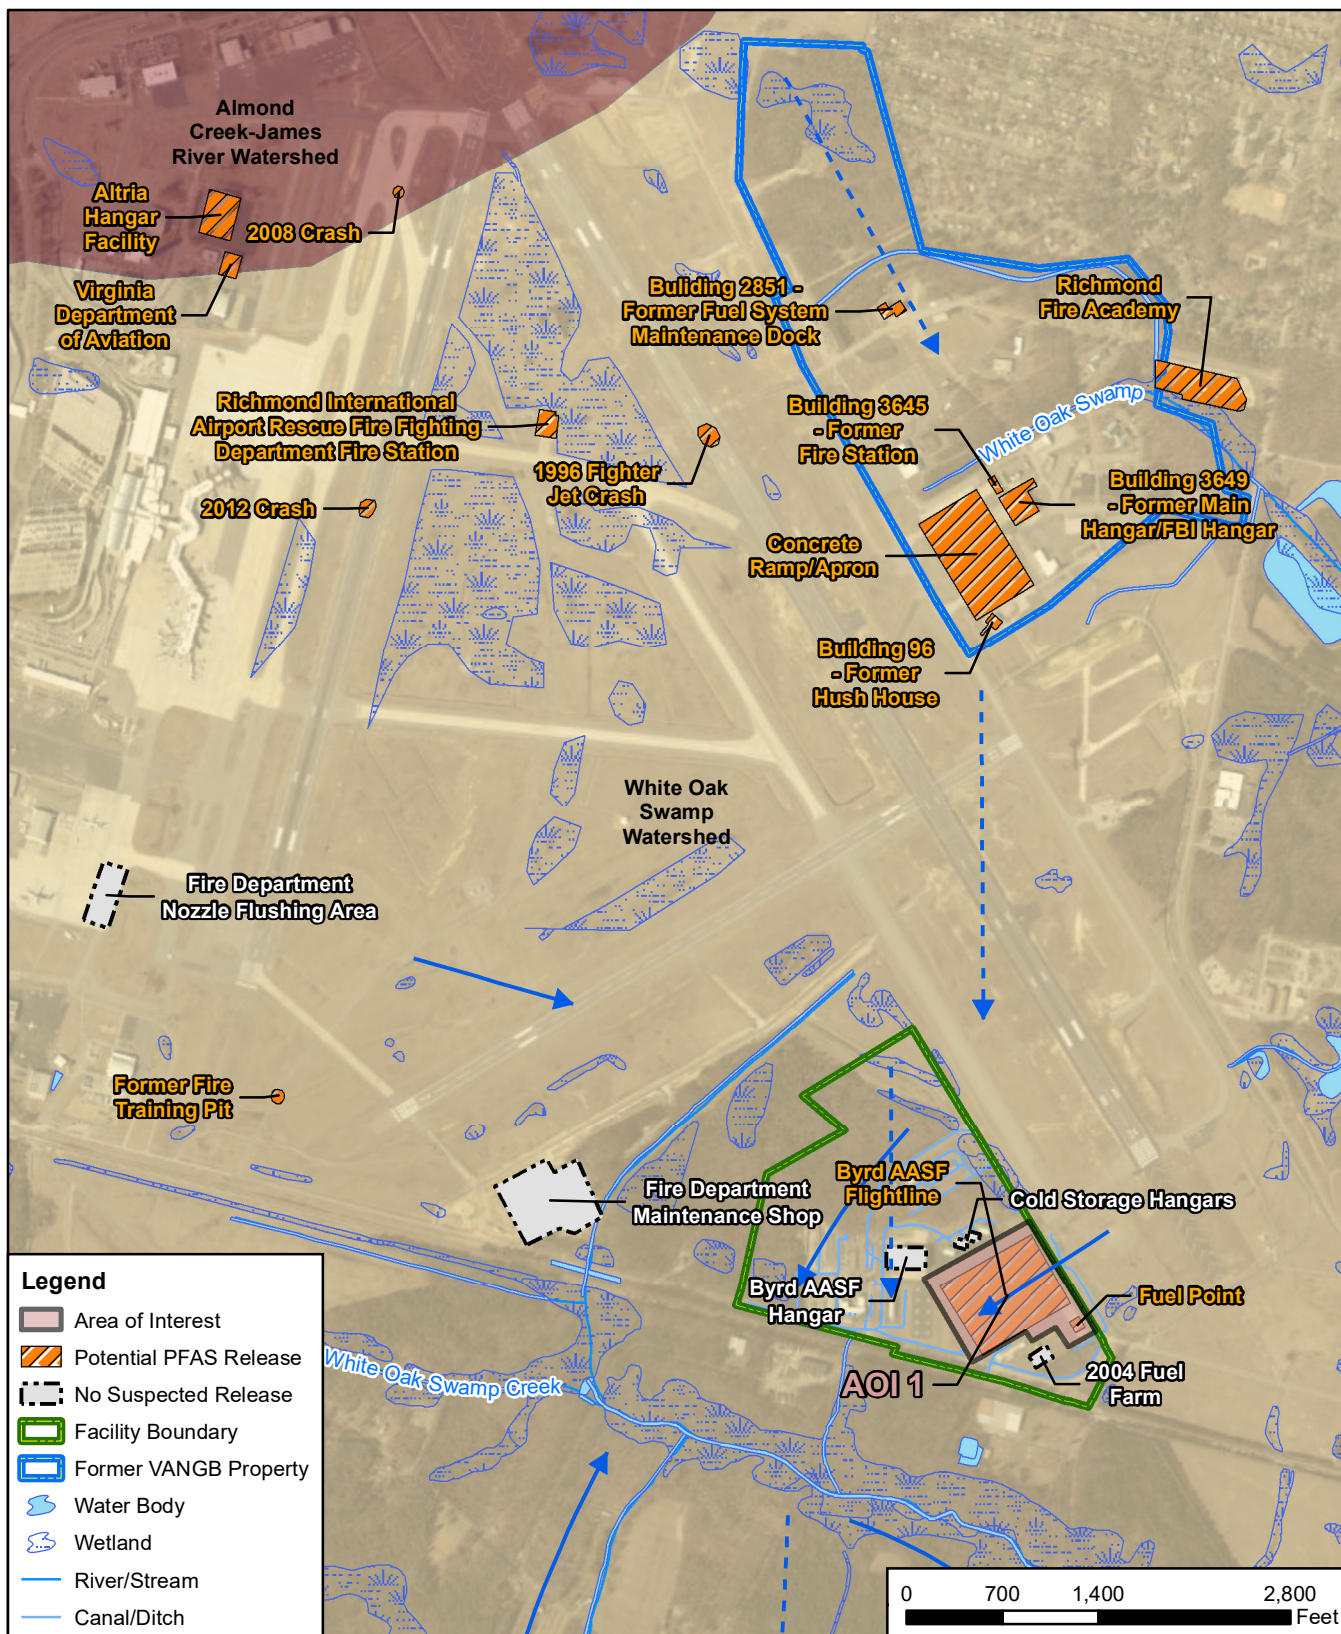 Almond
Creek-James
River Watershed
Altria
Hangar
Facility
2008 Crash
Virginia
Department
of Aviation
Buliding 2851 -
Former Fuel System
Maintenance Dock
Richmond
Fire Academy
Richmond International
Airport Rescue Fire Fighting
Department Fire Station
Building 3645
- Former
Fire Station
White Oak Swamp
1996 Fighter
Jet Crash
2012 Crash
Building 3649
- Former Main
Hangar/FBI Hangar
Concrete
Ramp/Apron
Building 96
- Former
Hush House
White Oak
Swamp
Watershed
Fire Department
Nozzle Flushing Area
Former Fire
Training Pit
Fire Department
Maintenance Shop
Byrd AASF
Flightline
Cold Storage Hangars
Byrd AASF
Hangar
Fuel Point
AOI 1
2004 Fuel
Farm
White Oak Swamp Creek
Legend
Area of Interest
Potential PFAS Release
No Suspected Release
Facility Boundary
Former VANGB Property
Water Body
Wetland
River/Stream
Canal/Ditch
0 700 1,400 2,800
Feet